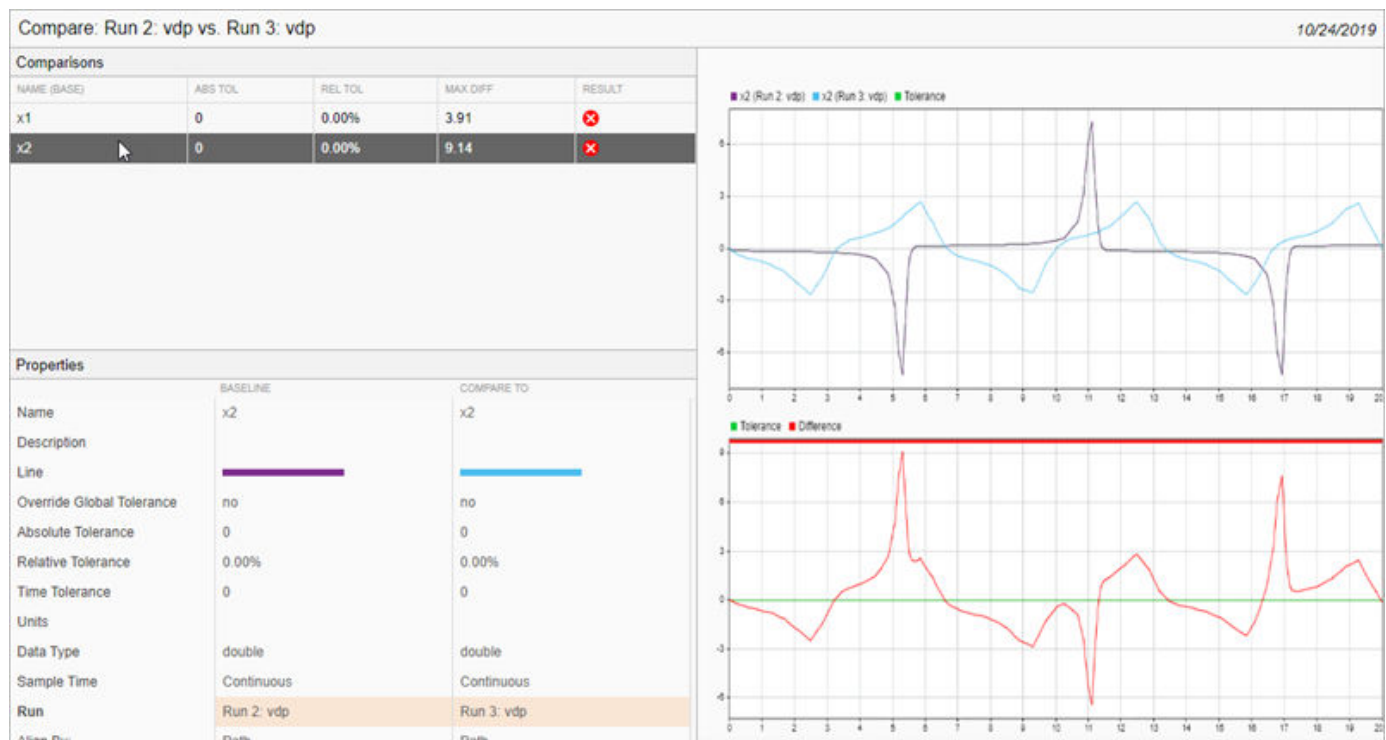 Compare: Run 2: vdp vs. Run 3: vdp
10/24/2019
Comparisons
NAME (BASE) ABS TOL REL TOL MAX DIFF RESULT
x1 0 0.00% 3.91
x2 0 0.00% 9.14
Properties
BASELINE COMPARE TO
Name x2 x2
Description
Line
Override Global Tolerance no no
Absolute Tolerance 0 0
Relative Tolerance 0.00% 0.00%
Time Tolerance 0 0
Units
Data Type double double
Sample Time Continuous Continuous
Run Run 2: vdp Run 3: vdp
x2 (Run 2: vdp) x2 (Run 3: vdp) Tolerance
6
3
0
-3
-6
0 1 2 3 4 5 6 7 8 9 10 11 12 13 14 15 16 17 18 19 20
Tolerance Difference
9
6
3
0
-3
-6
0 1 2 3 4 5 6 7 8 9 10 11 12 13 14 15 16 17 18 19 20